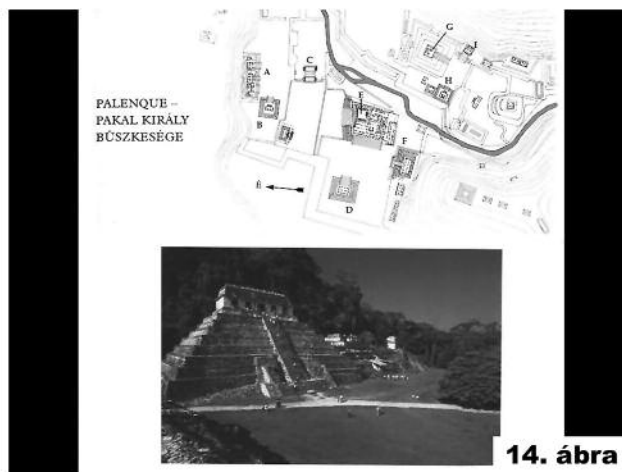 PALENQUE –
PAKAL KIRÁLY
BÜSZKESÉGE
A
B
C
D
E
F
G
I
E
H
É
14. ábra